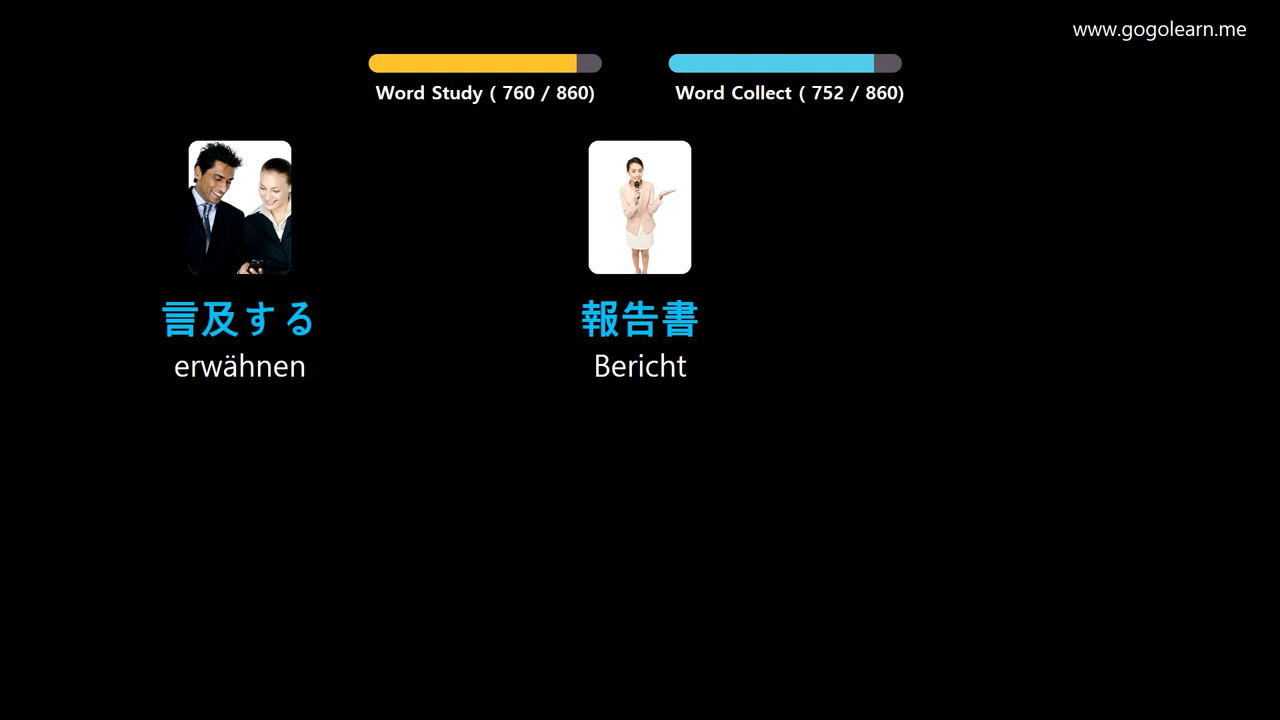 www.gogolearn.me
Word Study ( 760 / 860)
Word Collect ( 752 / 860)
言及する
erwähnen
報告書
Bericht